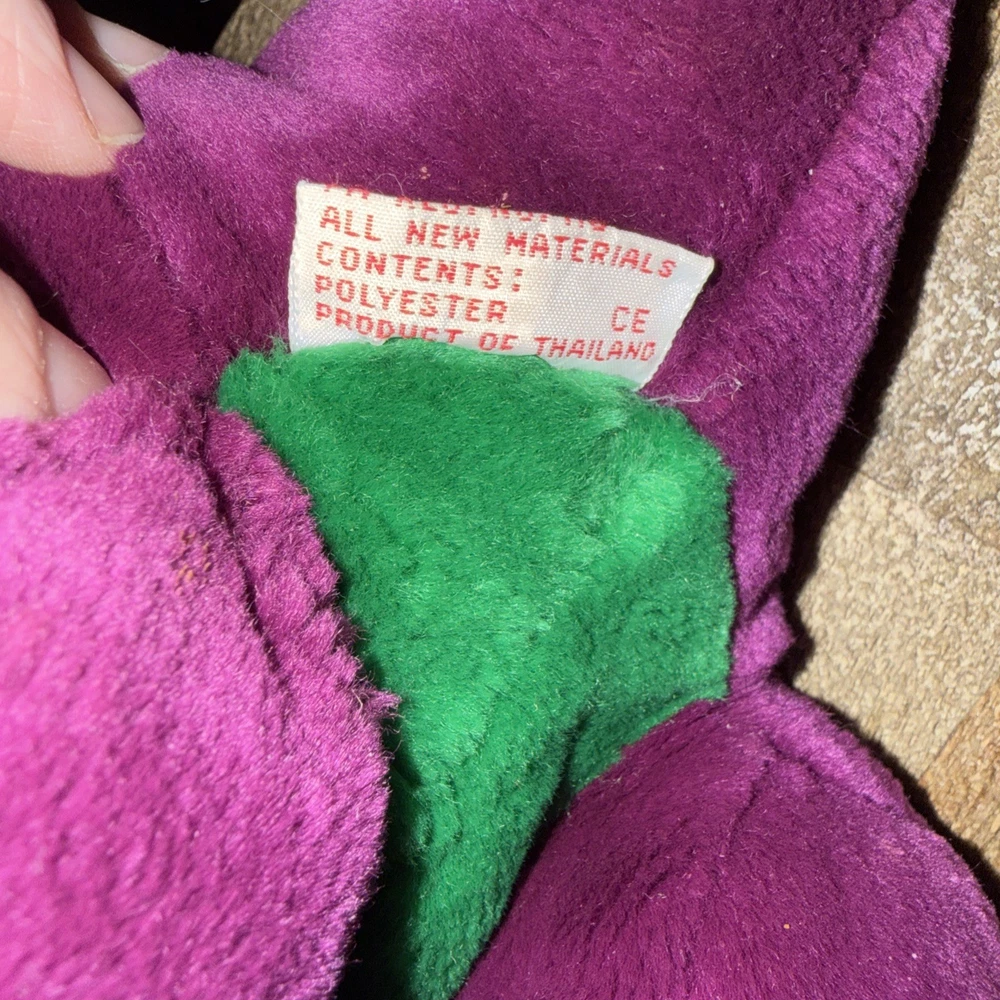 ALL NEW MATERIALS
CONTENTS:
POLYESTER CE
PRODUCT OF THAILAND